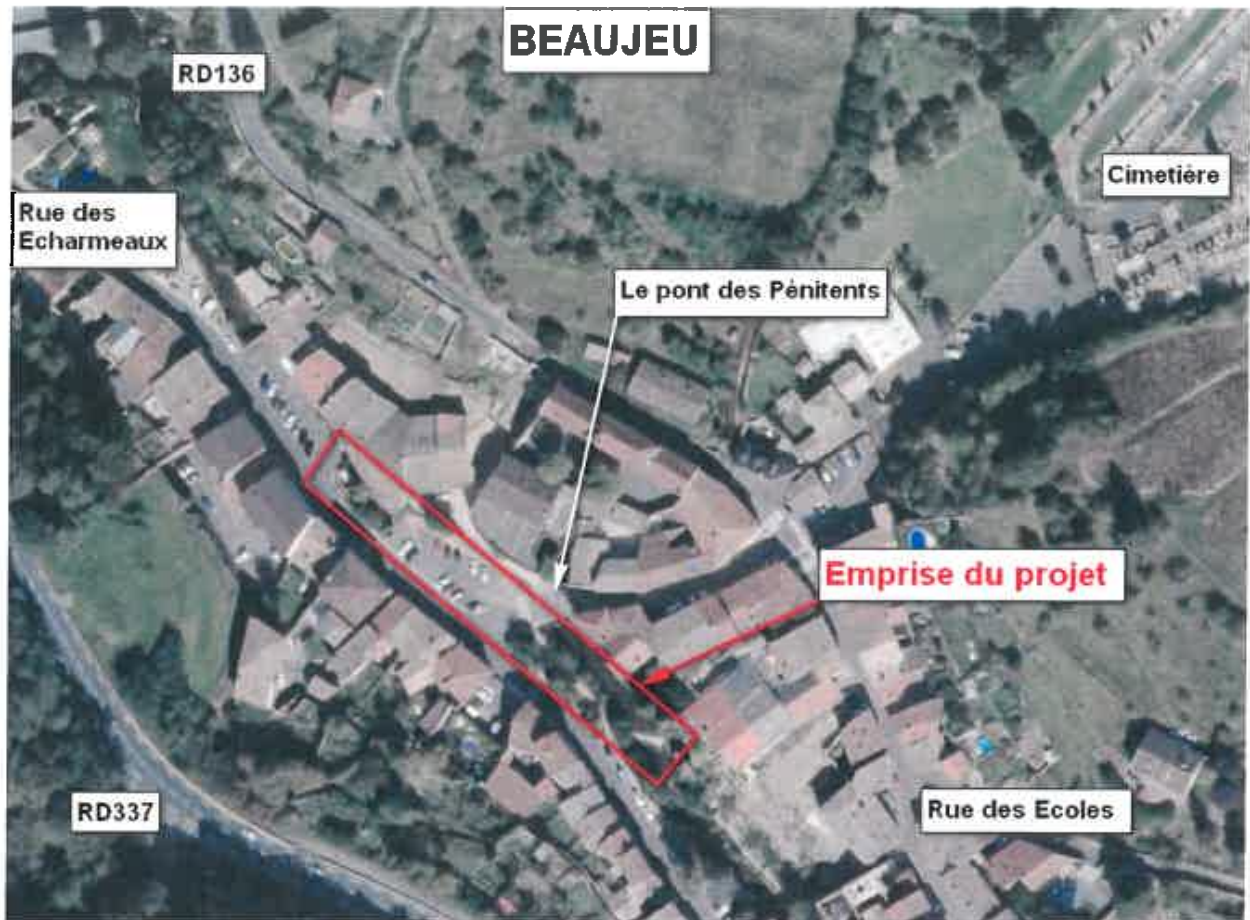 BEAUJEU
RD136
Cimetière
Rue des
Echarmeaux
Le pont des Pénitents
Emprise du projet
RD337
Rue des Ecoles